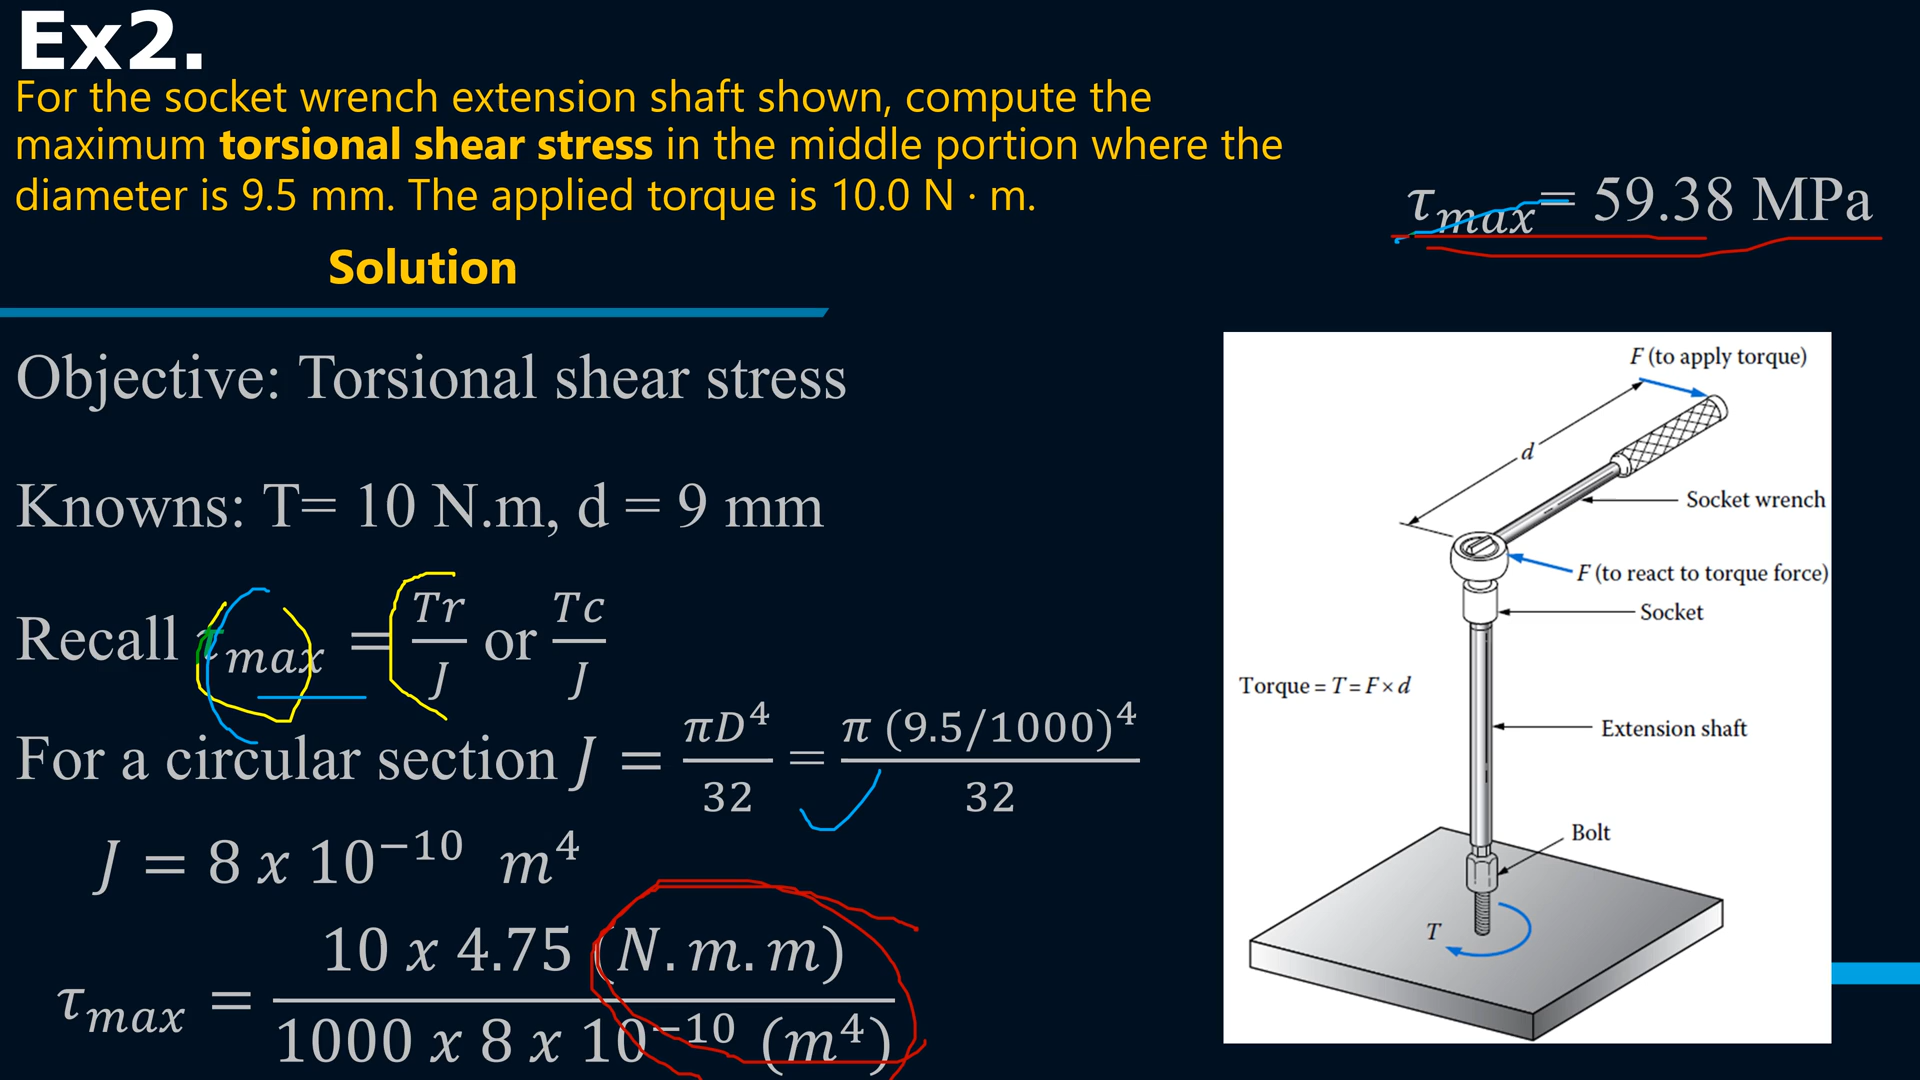 Ex2.
For the socket wrench extension shaft shown, compute the
maximum torsional shear stress in the middle portion where the
diameter is 9.5 mm. The applied torque is 10.0 N · m.
τmax = 59.38 MPa
Solution
Objective: Torsional shear stress
Knowns: T= 10 N.m, d = 9 mm
Recall τmax = Tr/J or Tc/J
For a circular section J = πD⁴/32 = π (9.5/1000)⁴/32
J = 8 x 10⁻¹⁰ m⁴
τmax = 10 x 4.75 (N.m.m)/1000 x 8 x 10⁻¹⁰ (m⁴)
F (to apply torque)
d
Socket wrench
F (to react to torque force)
Socket
Torque = T = F × d
Extension shaft
Bolt
T